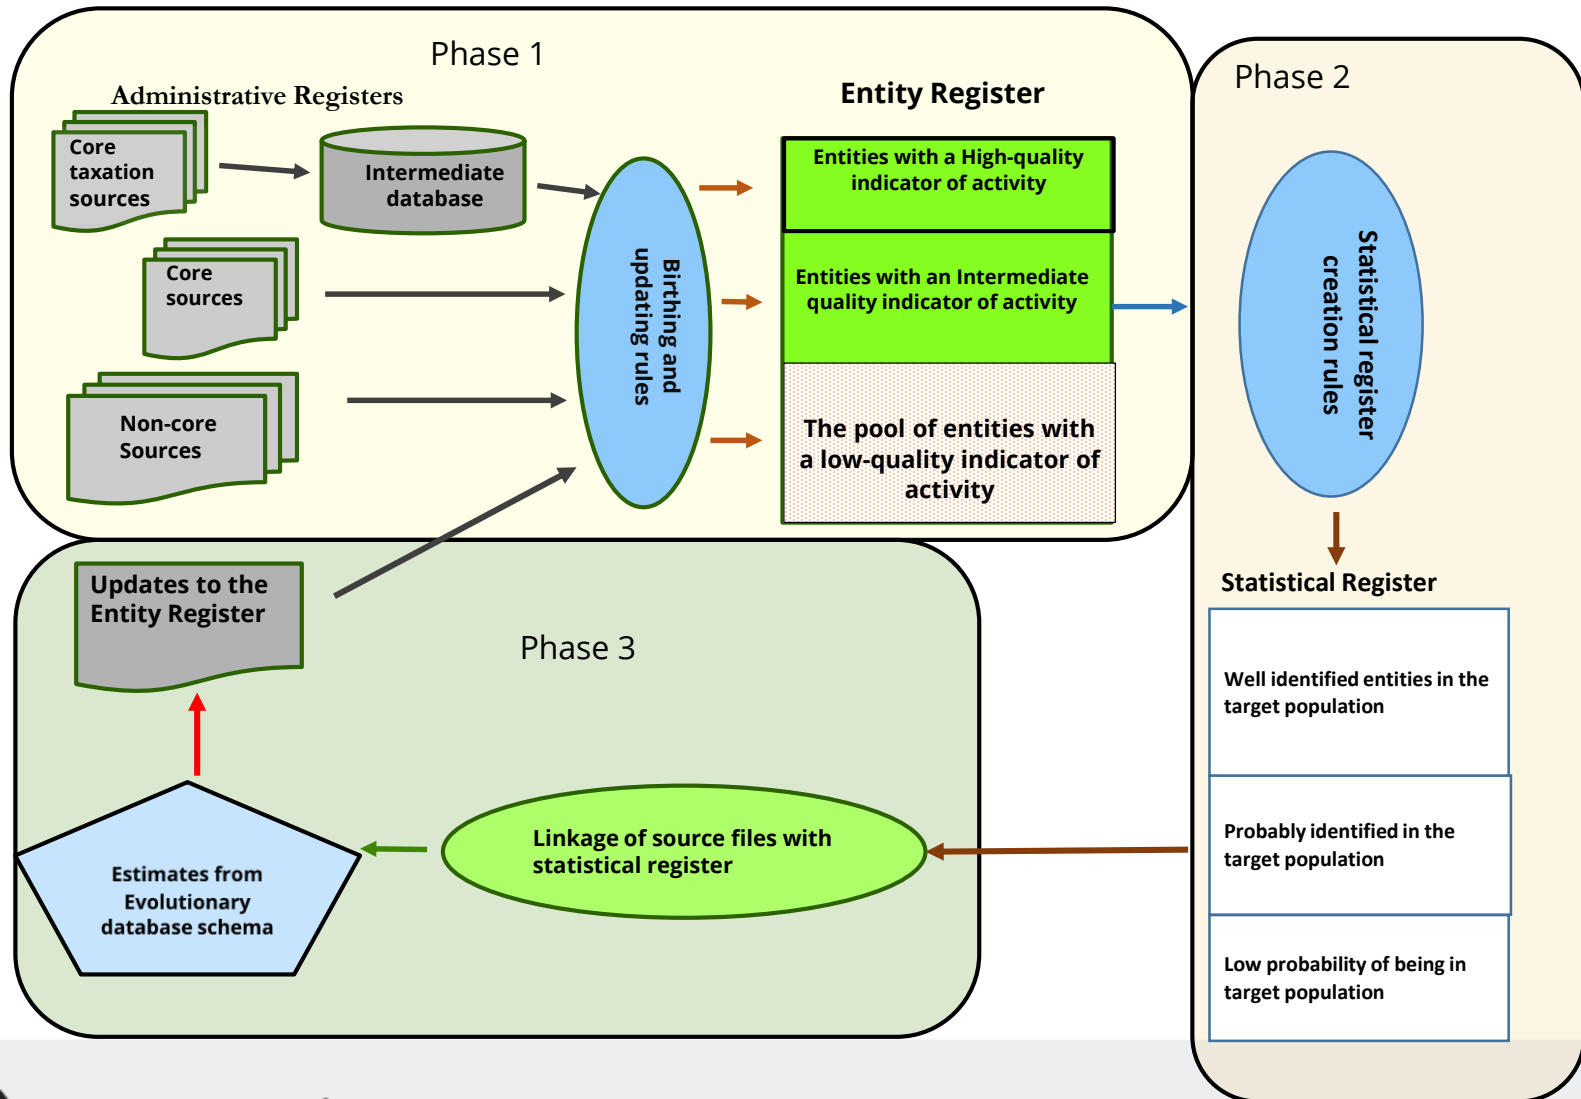 Phase 1
Administrative Registers
Core
taxation
sources
Intermediate
database
Core
sources
Non-core
Sources
Birthing and
updating rules
Entity Register
Entities with a High-quality
indicator of activity
Entities with an Intermediate
quality indicator of activity
The pool of entities with
a low-quality indicator of
activity
Phase 2
Statistical register
creation rules
Statistical Register
Well identified entities in the
target population
Probably identified in the
target population
Low probability of being in
target population
Phase 3
Updates to the
Entity Register
Linkage of source files with
statistical register
Estimates from
Evolutionary
database schema